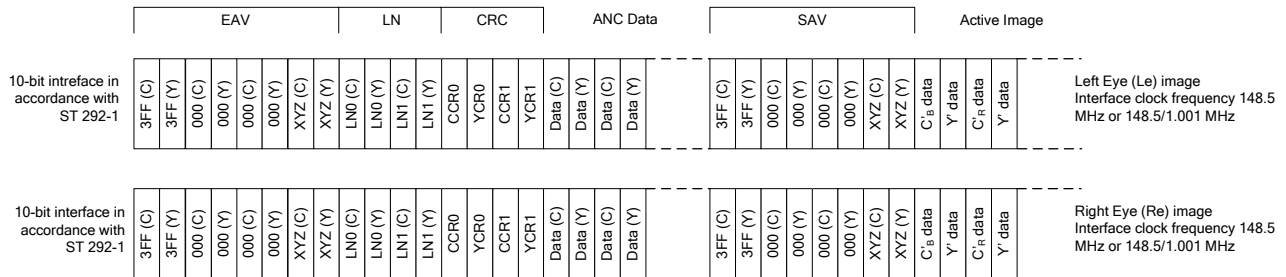 EAV LN CRC ANC Data SAV Active Image
10-bit intreface in
accordance with
ST 292-1
3FF (C)
3FF (Y)
000 (C)
000 (Y)
000 (C)
000 (Y)
XYZ (C)
XYZ (Y)
LN0 (C)
LN0 (Y)
LN1 (C)
LN1 (Y)
CCR0
YCR0
CCR1
YCR1
Data (C)
Data (Y)
Data (C)
Data (Y)
3FF (C)
3FF (Y)
000 (C)
000 (Y)
000 (C)
000 (Y)
XYZ (C)
XYZ (Y)
C'B data
Y' data
C'R data
Y' data
Left Eye (Le) image
Interface clock frequency 148.5
MHz or 148.5/1.001 MHz
10-bit interface in
accordance with
ST 292-1
3FF (C)
3FF (Y)
000 (C)
000 (Y)
000 (C)
000 (Y)
XYZ (C)
XYZ (Y)
LN0 (C)
LN0 (Y)
LN1 (C)
LN1 (Y)
CCR0
YCR0
CCR1
YCR1
Data (C)
Data (Y)
Data (C)
Data (Y)
3FF (C)
3FF (Y)
000 (C)
000 (Y)
000 (C)
000 (Y)
XYZ (C)
XYZ (Y)
C'B data
Y' data
C'R data
Y' data
Right Eye (Re) image
Interface clock frequency 148.5
MHz or 148.5/1.001 MHz